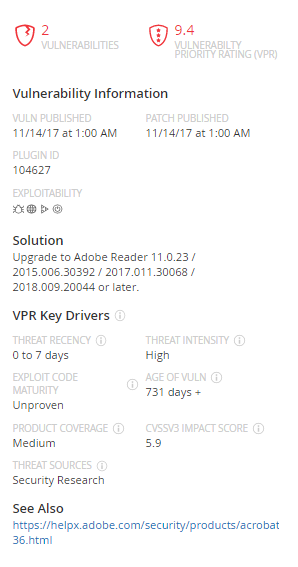 2
VULNERABILITIES
9.4
VULNERABILTY
PRIORITY RATING (VPR)
Vulnerability Information
VULN PUBLISHED
11/14/17 at 1:00 AM
PATCH PUBLISHED
11/14/17 at 1:00 AM
PLUGIN ID
104627
EXPLOITABILITY
Solution
Upgrade to Adobe Reader 11.0.23 /
2015.006.30392 / 2017.011.30068 /
2018.009.20044 or later.
VPR Key Drivers
THREAT RECENCY
0 to 7 days
THREAT INTENSITY
High
EXPLOIT CODE
MATURITY
Unproven
AGE OF VULN
731 days +
PRODUCT COVERAGE
Medium
CVSSV3 IMPACT SCORE
5.9
THREAT SOURCES
Security Research
See Also
https://helpx.adobe.com/security/products/acrobat
36.html